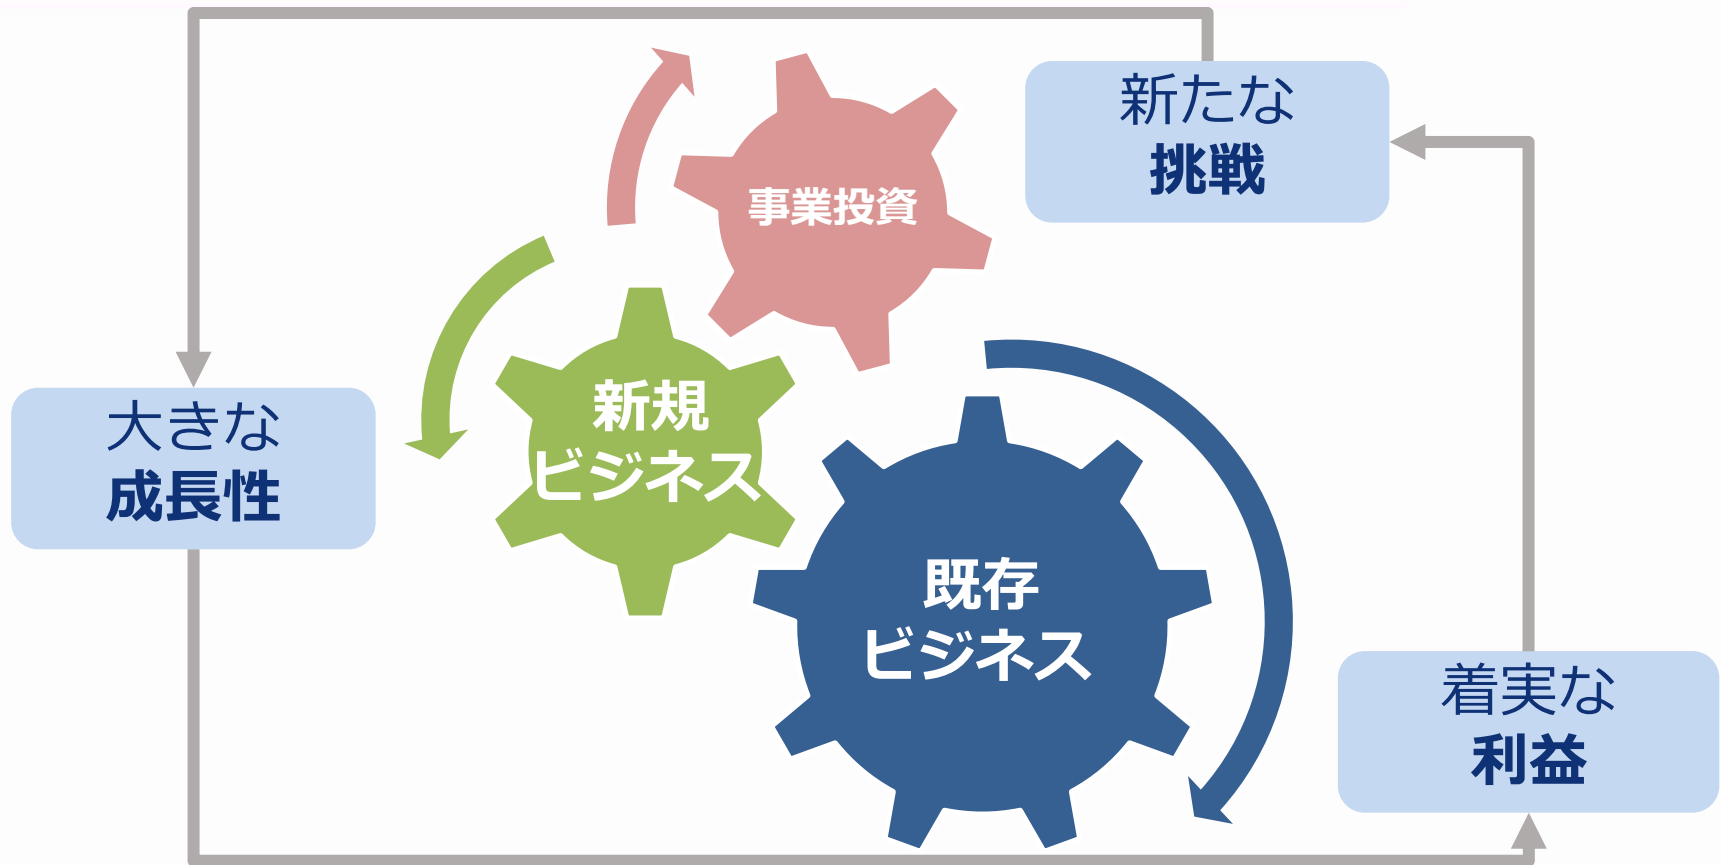 新たな
挑戦
事業投資
新規
ビジネス
大きな
成長性
既存
ビジネス
着実な
利益